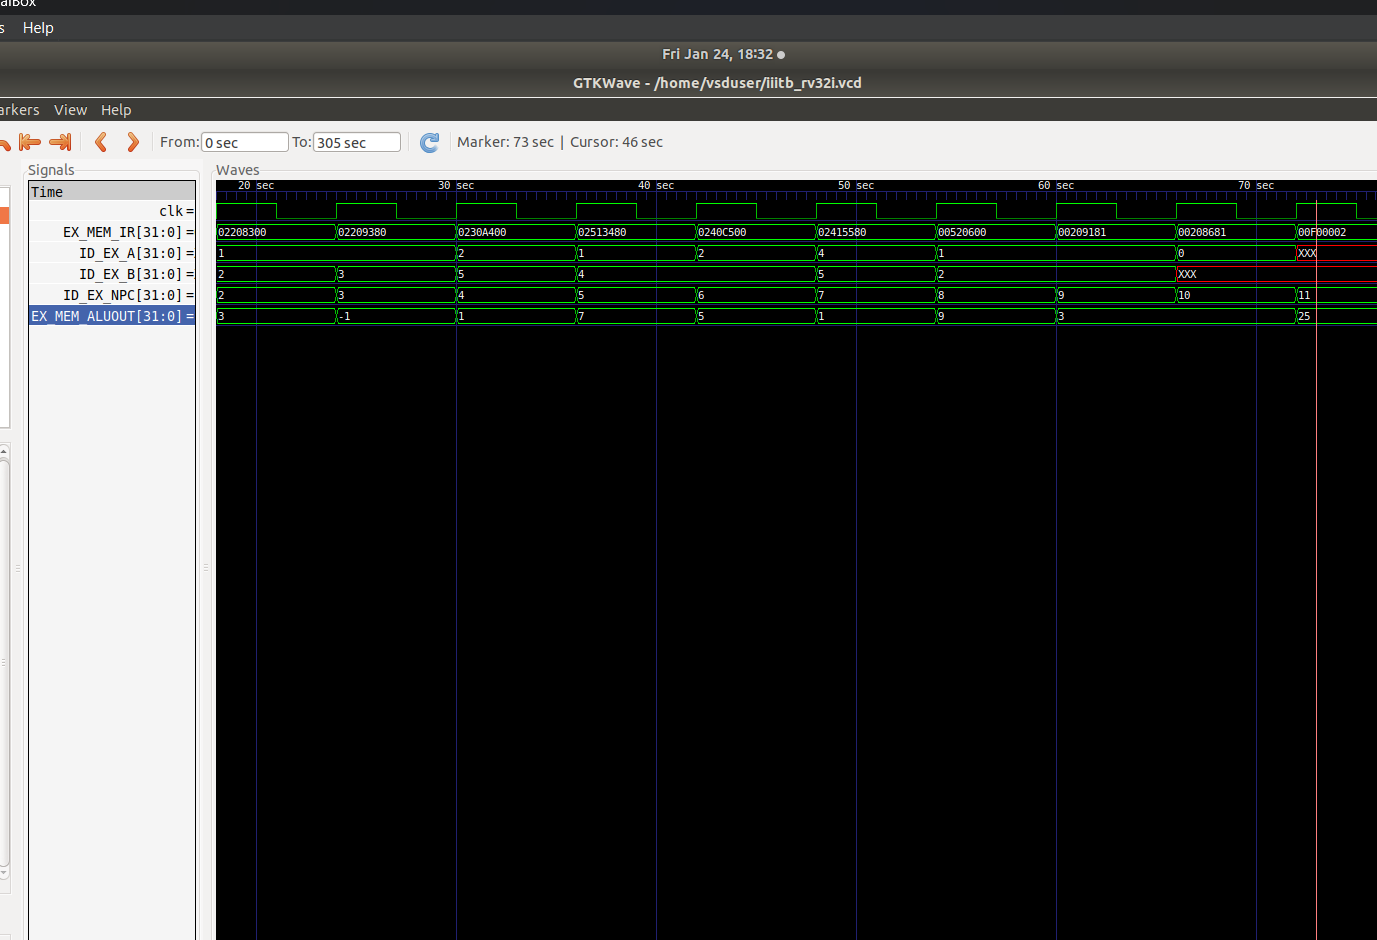 alBox
s Help
Fri Jan 24, 18:32
GTKWave - /home/vsduser/iiitb_rv32i.vcd
arkers View Help
From: 0 sec To: 305 sec Marker: 73 sec | Cursor: 46 sec
Signals Waves
Time 20 sec 30 sec 40 sec 50 sec 60 sec 70 sec
clk =
EX_MEM_IR[31:0] = 02208300 02209380 0230A400 02513480 0240C500 02415580 00520600 00209181 00208681 00F00002
ID_EX_A[31:0] = 1 2 1 2 4 1 0 XXX
ID_EX_B[31:0] = 2 3 5 4 5 2 XXX
ID_EX_NPC[31:0] = 2 3 4 5 6 7 8 9 10 11
EX_MEM_ALUOUT[31:0] = 3 -1 1 7 5 1 9 3 25